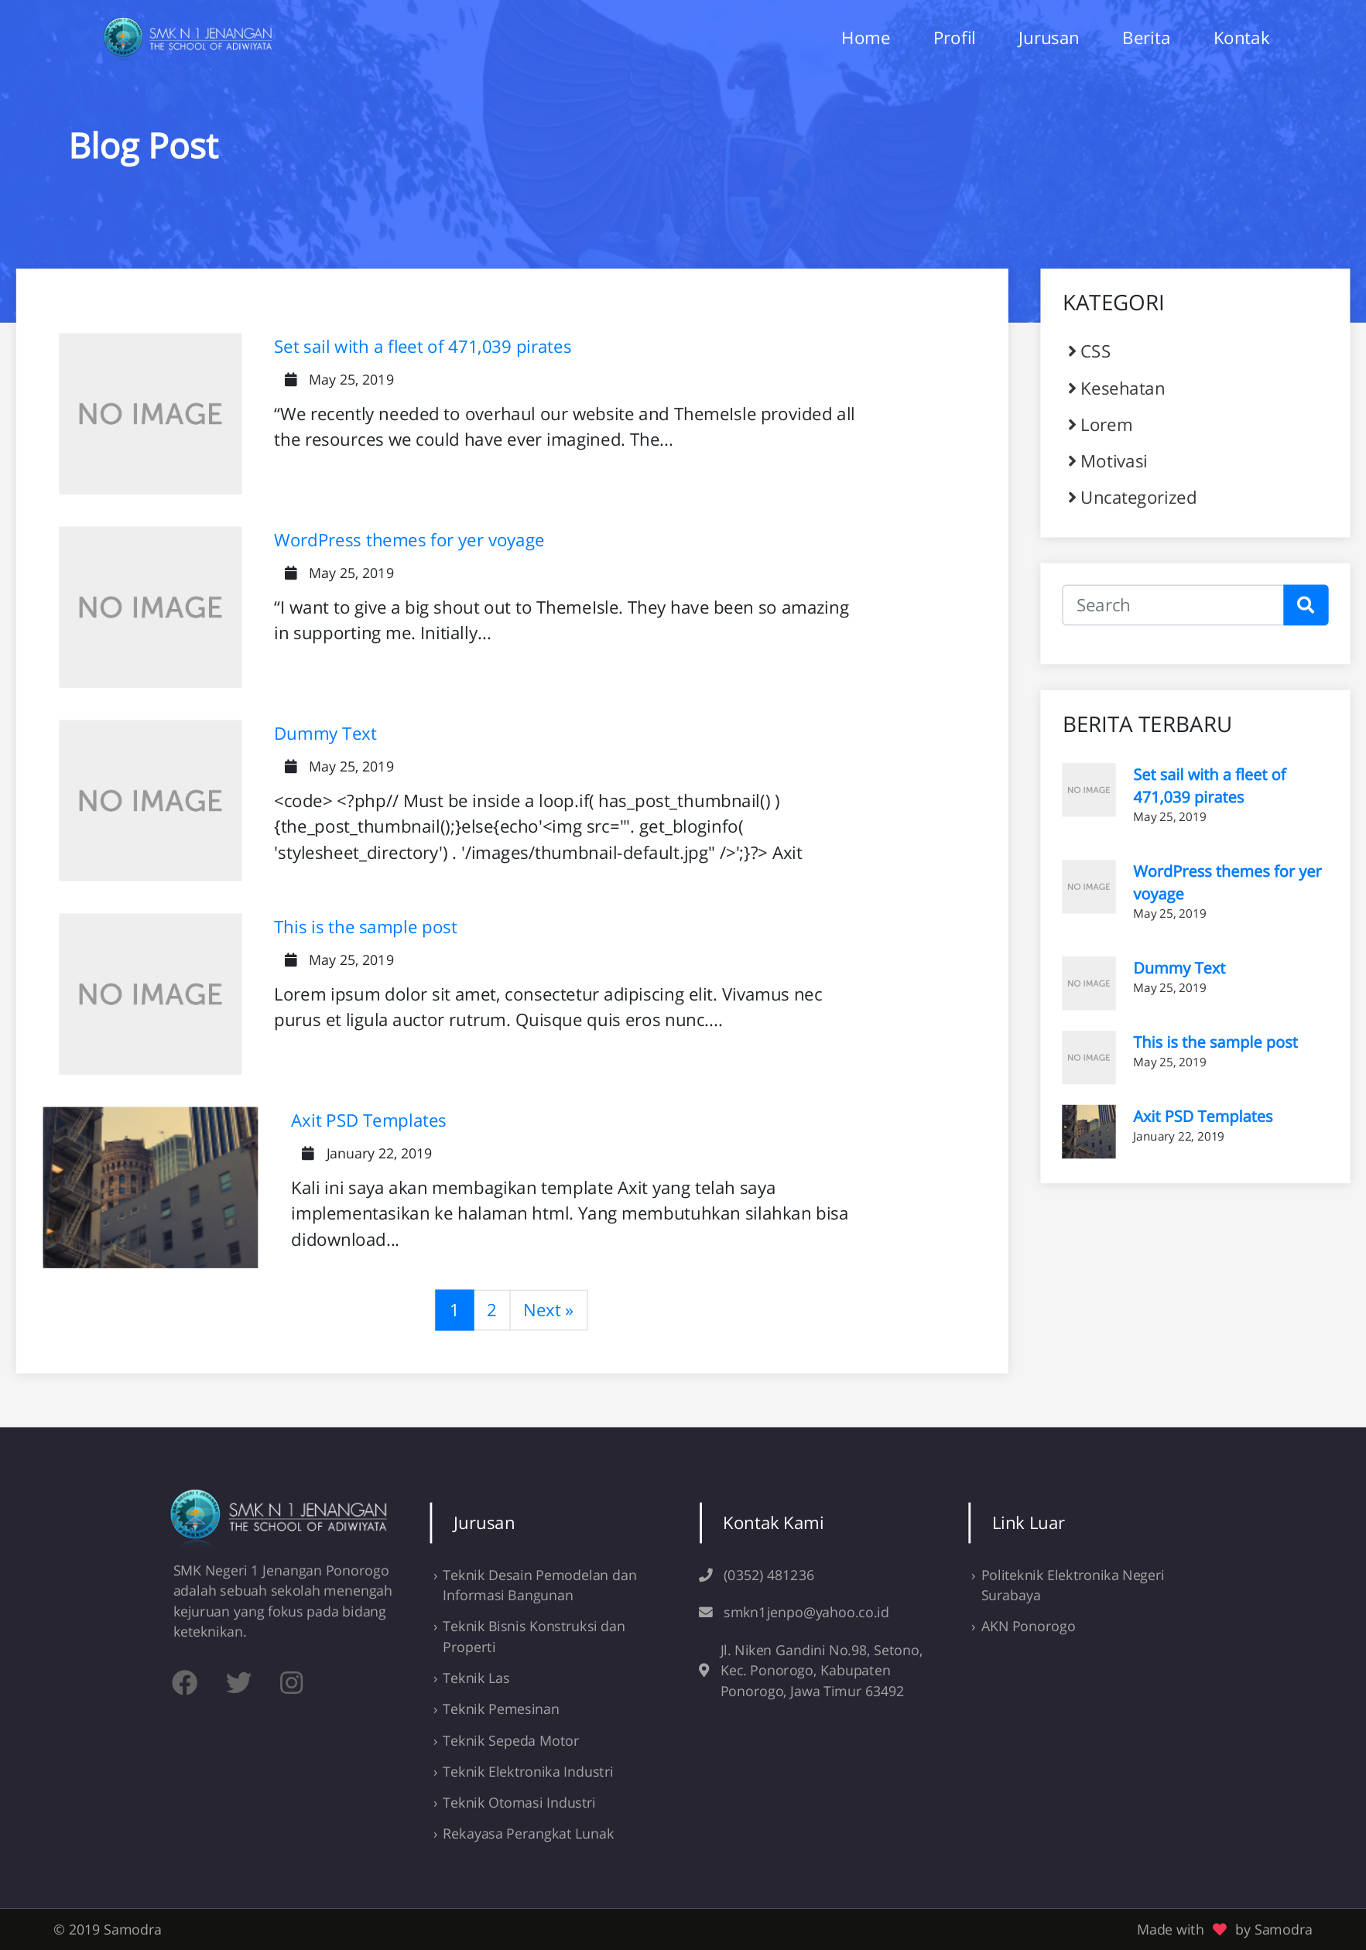 SMK N 1 JENANGAN
THE SCHOOL OF ADIWIYATA
Home Profil Jurusan Berita Kontak
Blog Post
NO IMAGE
Set sail with a fleet of 471,039 pirates
May 25, 2019
“We recently needed to overhaul our website and ThemeIsle provided all
the resources we could have ever imagined. The...
NO IMAGE
WordPress themes for yer voyage
May 25, 2019
“I want to give a big shout out to ThemeIsle. They have been so amazing
in supporting me. Initially...
NO IMAGE
Dummy Text
May 25, 2019
<code> <?php// Must be inside a loop.if( has_post_thumbnail() )
{the_post_thumbnail();}else{echo'<img src="'. get_bloginfo(
'stylesheet_directory') . '/images/thumbnail-default.jpg" />';}?> Axit
NO IMAGE
This is the sample post
May 25, 2019
Lorem ipsum dolor sit amet, consectetur adipiscing elit. Vivamus nec
purus et ligula auctor rutrum. Quisque quis eros nunc....
Axit PSD Templates
January 22, 2019
Kali ini saya akan membagikan template Axit yang telah saya
implementasikan ke halaman html. Yang membutuhkan silahkan bisa
didownload...
1 2 Next »
KATEGORI
CSS
Kesehatan
Lorem
Motivasi
Uncategorized
Search
BERITA TERBARU
NO IMAGE
Set sail with a fleet of
471,039 pirates
May 25, 2019
NO IMAGE
WordPress themes for yer
voyage
May 25, 2019
NO IMAGE
Dummy Text
May 25, 2019
NO IMAGE
This is the sample post
May 25, 2019
Axit PSD Templates
January 22, 2019
SMK N 1 JENANGAN
THE SCHOOL OF ADIWIYATA
SMK Negeri 1 Jenangan Ponorogo
adalah sebuah sekolah menengah
kejuruan yang fokus pada bidang
keteknikan.
Jurusan
› Teknik Desain Pemodelan dan
Informasi Bangunan
› Teknik Bisnis Konstruksi dan
Properti
› Teknik Las
› Teknik Pemesinan
› Teknik Sepeda Motor
› Teknik Elektronika Industri
› Teknik Otomasi Industri
› Rekayasa Perangkat Lunak
Kontak Kami
(0352) 481236
smkn1jenpo@yahoo.co.id
Jl. Niken Gandini No.98, Setono,
Kec. Ponorogo, Kabupaten
Ponorogo, Jawa Timur 63492
Link Luar
› Politeknik Elektronika Negeri
Surabaya
› AKN Ponorogo
© 2019 Samodra
Made with ❤ by Samodra